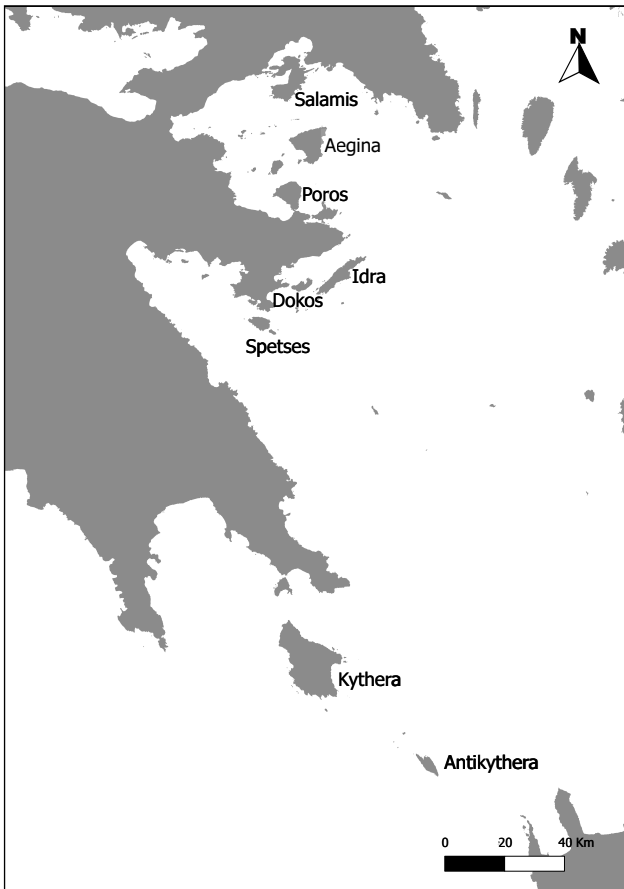 N
Salamis
Aegina
Poros
Idra
Dokos
Spetses
Kythera
Antikythera
0 20 40 Km